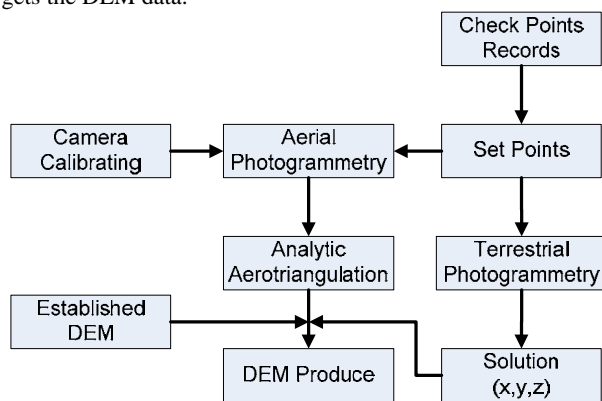 gets the DEM data.
Check Points
Records
Camera
Calibrating
Aerial
Photogrammetry
Set Points
Analytic
Aerotriangulation
Terrestrial
Photogrammetry
Established
DEM
DEM Produce
Solution
(x,y,z)